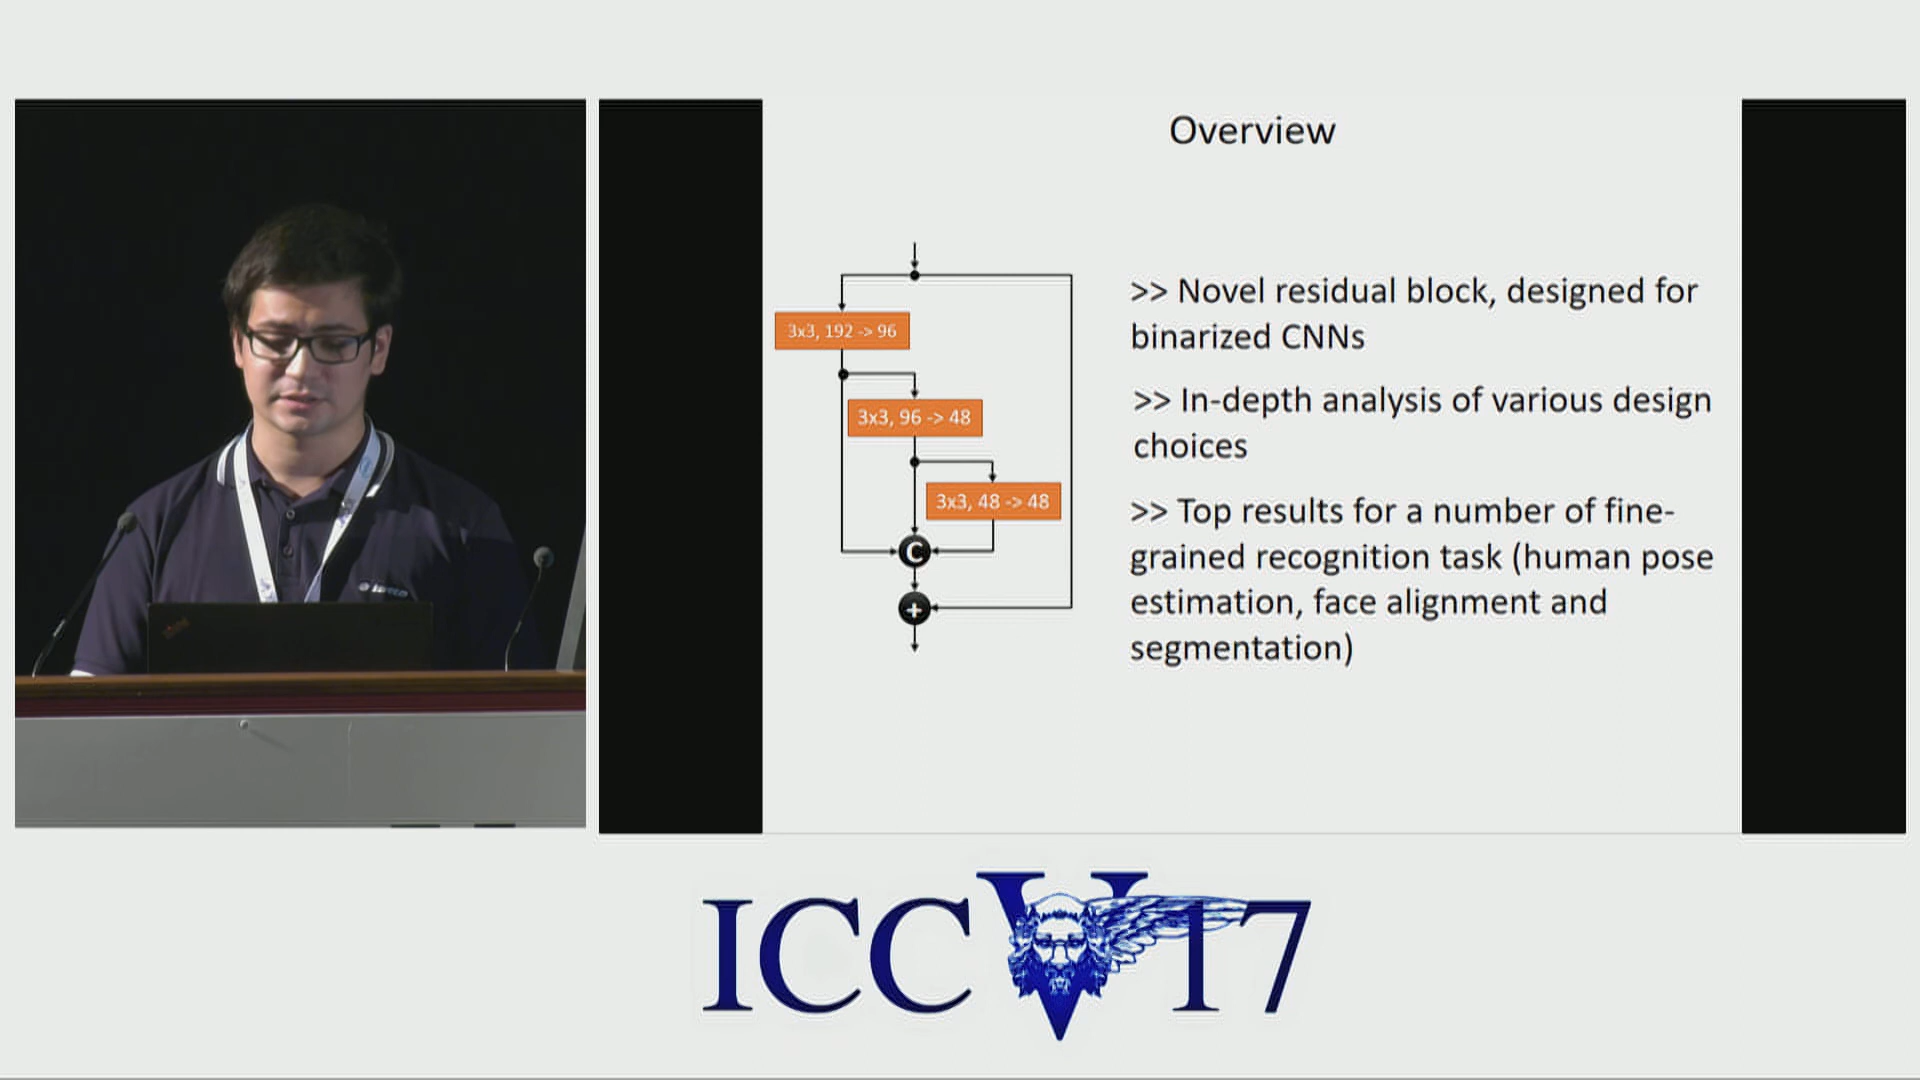 Overview
3x3, 192 -> 96
3x3, 96 -> 48
3x3, 48 -> 48
C
+
>> Novel residual block, designed for
binarized CNNs
>> In-depth analysis of various design
choices
>> Top results for a number of fine-
grained recognition task (human pose
estimation, face alignment and
segmentation)
ICCV17